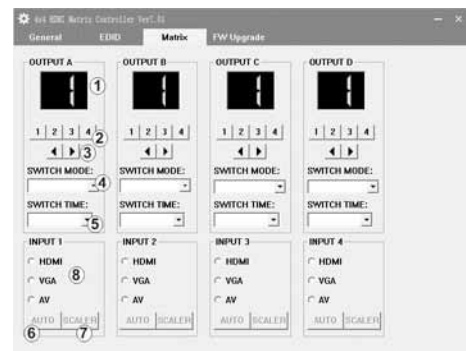 4x4 HDMI Matrix Controller Ver1.01
General EDID Matrix FW Upgrade
OUTPUT A OUTPUT B OUTPUT C OUTPUT D
1 1 1 1
①
1 2 3 4 1 2 3 4 1 2 3 4 1 2 3 4
②
③
SWITCH MODE: SWITCH MODE: SWITCH MODE: SWITCH MODE:
④
SWITCH TIME: SWITCH TIME: SWITCH TIME: SWITCH TIME:
⑤
INPUT 1 INPUT 2 INPUT 3 INPUT 4
HDMI HDMI HDMI HDMI
⑧
VGA VGA VGA VGA
AV AV AV AV
AUTO SCALER AUTO SCALER AUTO SCALER AUTO SCALER
⑥ ⑦